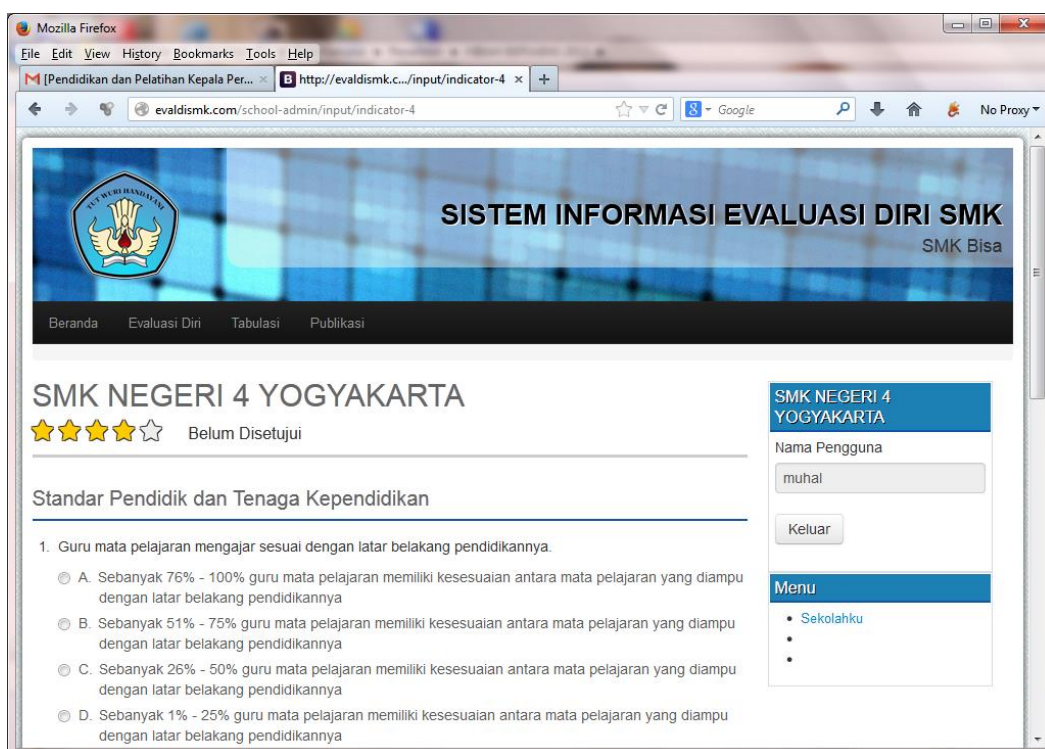 Mozilla Firefox
File Edit View History Bookmarks Tools Help
[Pendidikan dan Pelatihan Kepala Per... × http://evaldismk.c.../input/indicator-4 × +
evaldismk.com/school-admin/input/indicator-4 Google No Proxy
TUT WURI HANDAYANI
SISTEM INFORMASI EVALUASI DIRI SMK
SMK Bisa
Beranda Evaluasi Diri Tabulasi Publikasi
SMK NEGERI 4 YOGYAKARTA
Belum Disetujui
Standar Pendidik dan Tenaga Kependidikan
1. Guru mata pelajaran mengajar sesuai dengan latar belakang pendidikannya.
A. Sebanyak 76% - 100% guru mata pelajaran memiliki kesesuaian antara mata pelajaran yang diampu
dengan latar belakang pendidikannya
B. Sebanyak 51% - 75% guru mata pelajaran memiliki kesesuaian antara mata pelajaran yang diampu
dengan latar belakang pendidikannya
C. Sebanyak 26% - 50% guru mata pelajaran memiliki kesesuaian antara mata pelajaran yang diampu
dengan latar belakang pendidikannya
D. Sebanyak 1% - 25% guru mata pelajaran memiliki kesesuaian antara mata pelajaran yang diampu
dengan latar belakang pendidikannya
SMK NEGERI 4
YOGYAKARTA
Nama Pengguna
muhal
Keluar
Menu
• Sekolahku
•
•